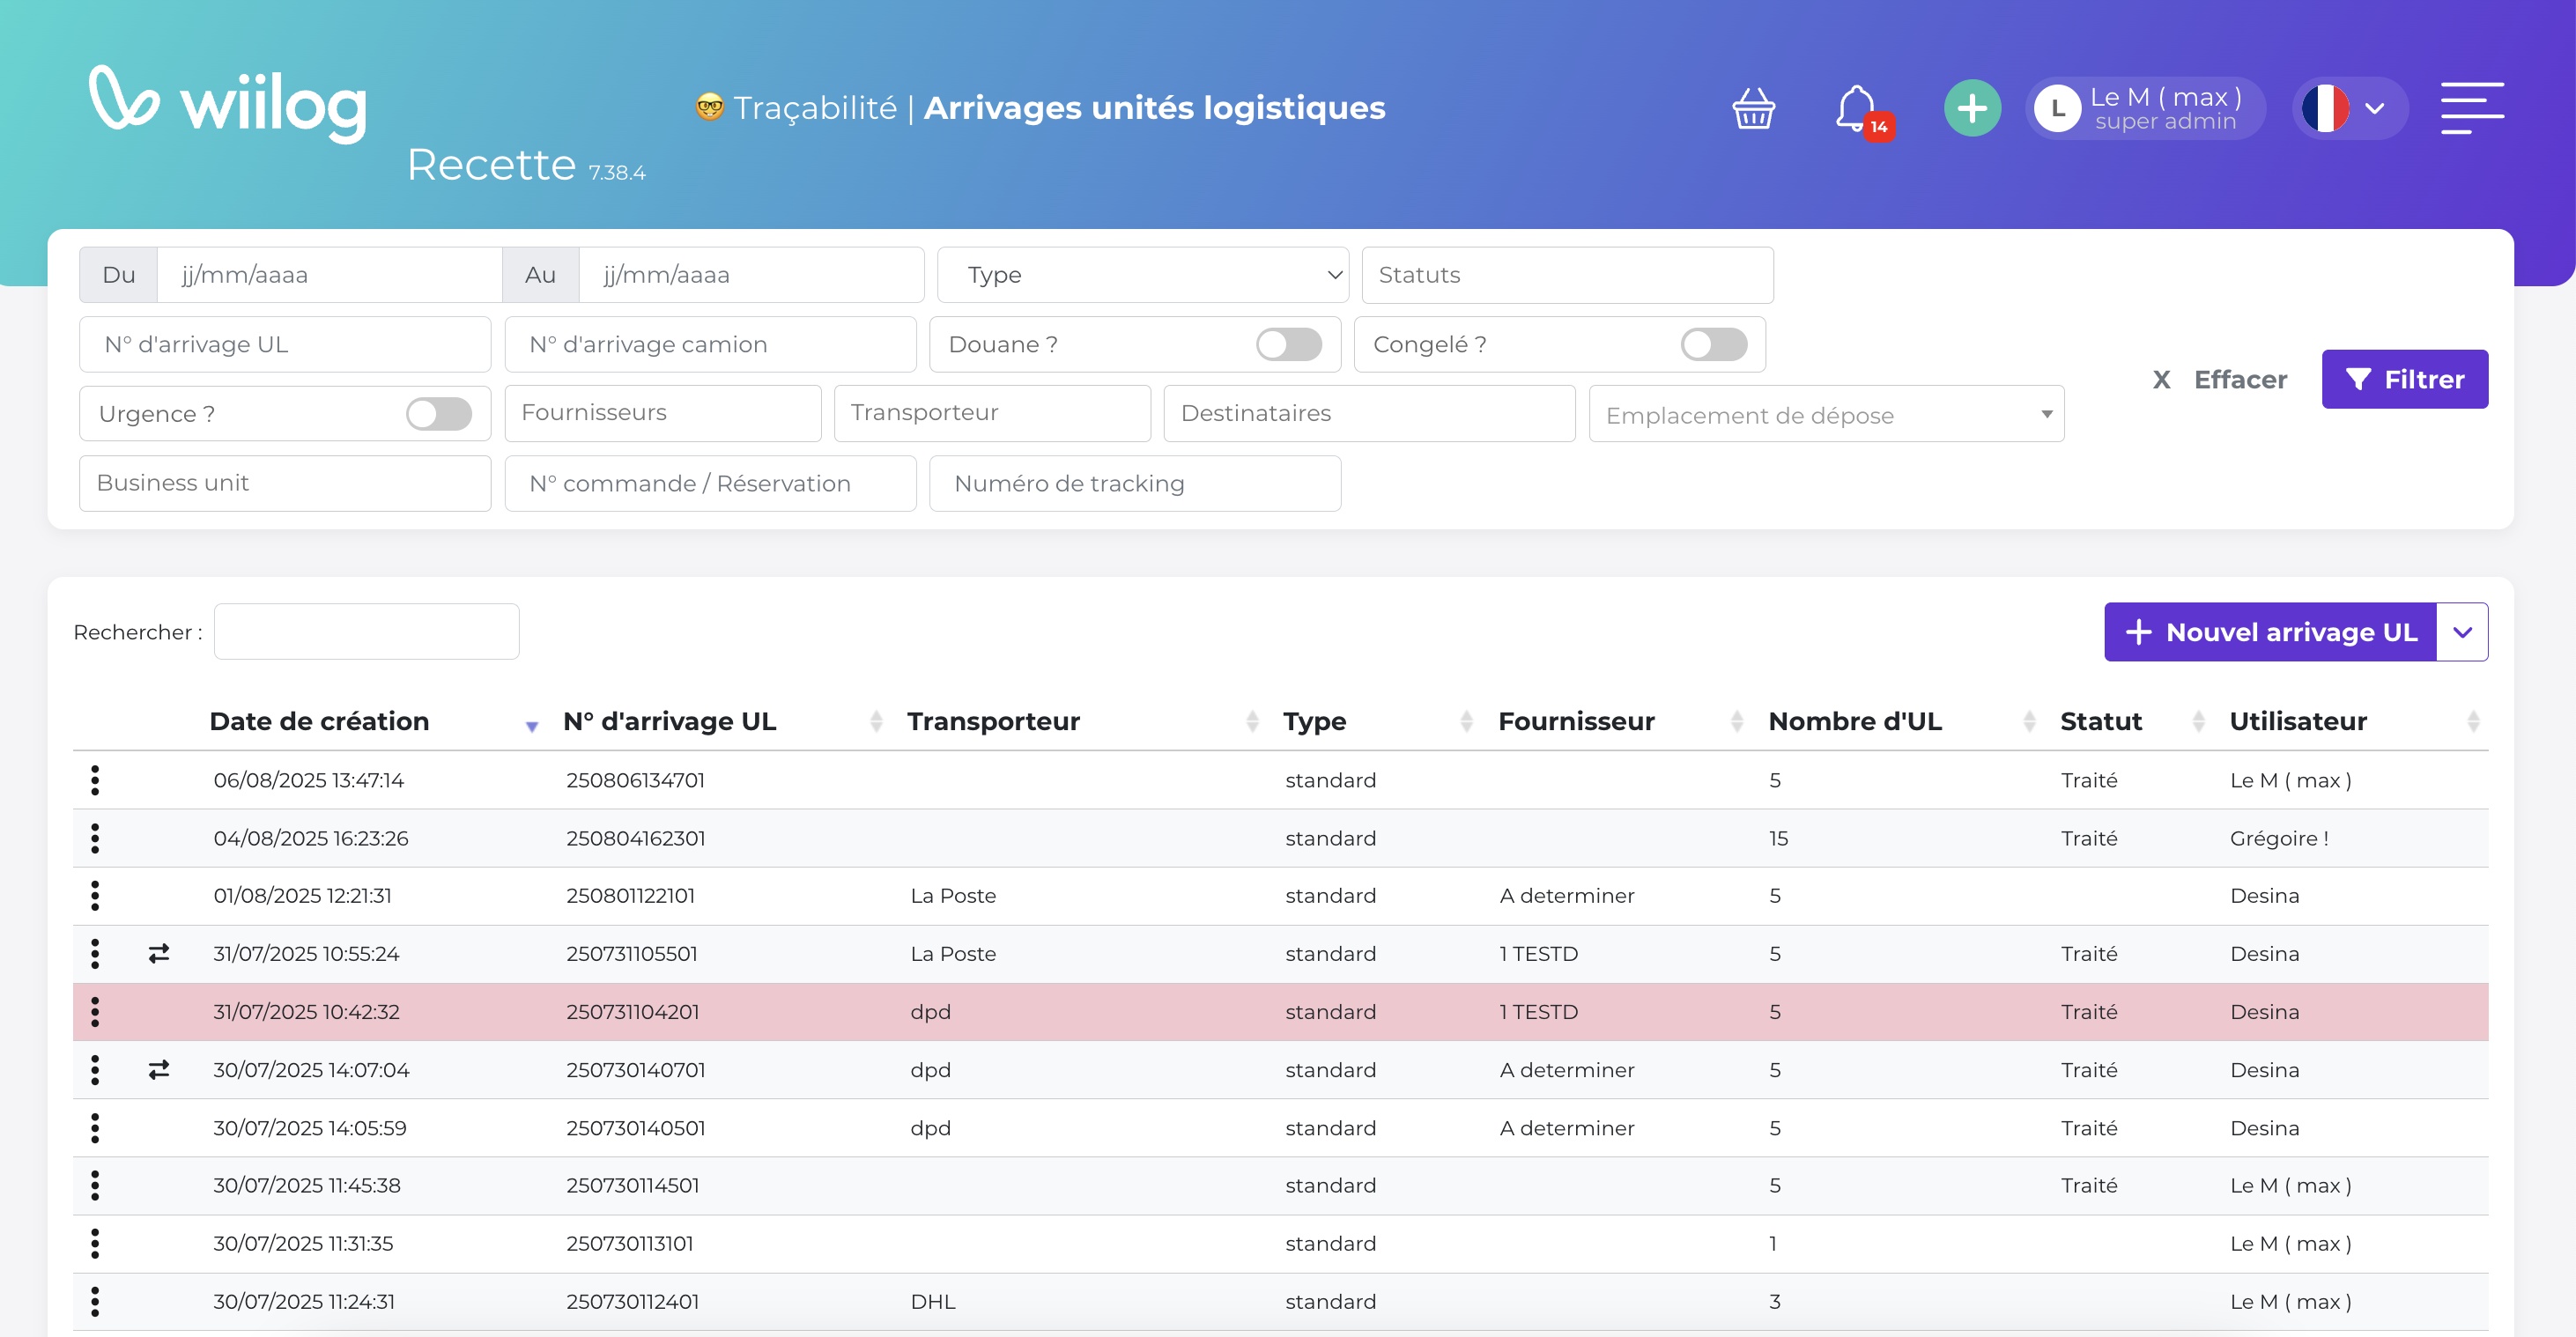 wiilog
Recette 7.38.4
🤓 Traçabilité | Arrivages unités logistiques
14
L Le M ( max )
super admin
Du jj/mm/aaaa Au jj/mm/aaaa Type Statuts
N° d'arrivage UL N° d'arrivage camion Douane ? Congelé ?
X Effacer Filtrer
Urgence ? Fournisseurs Transporteur Destinataires Emplacement de dépose
Business unit N° commande / Réservation Numéro de tracking
Rechercher :
Nouvel arrivage UL
Date de création N° d'arrivage UL Transporteur Type Fournisseur Nombre d'UL Statut Utilisateur
06/08/2025 13:47:14 250806134701 standard 5 Traité Le M ( max )
04/08/2025 16:23:26 250804162301 standard 15 Traité Grégoire !
01/08/2025 12:21:31 250801122101 La Poste standard A determiner 5 Desina
31/07/2025 10:55:24 250731105501 La Poste standard 1 TESTD 5 Traité Desina
31/07/2025 10:42:32 250731104201 dpd standard 1 TESTD 5 Traité Desina
30/07/2025 14:07:04 250730140701 dpd standard A determiner 5 Traité Desina
30/07/2025 14:05:59 250730140501 dpd standard A determiner 5 Traité Desina
30/07/2025 11:45:38 250730114501 standard 5 Traité Le M ( max )
30/07/2025 11:31:35 250730113101 standard 1 Le M ( max )
30/07/2025 11:24:31 250730112401 DHL standard 3 Le M ( max )